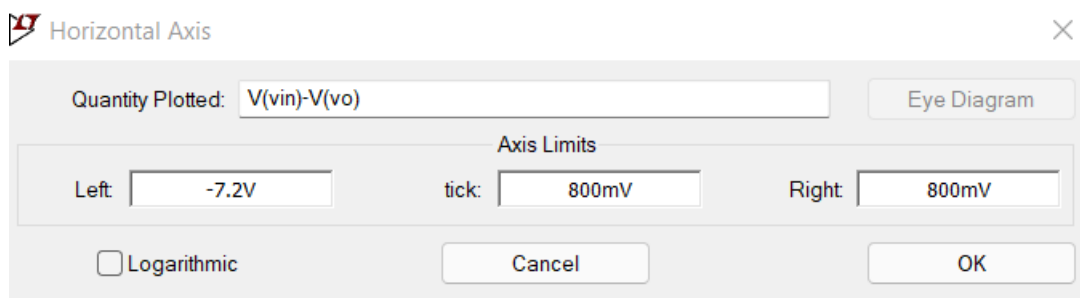 Horizontal Axis
Quantity Plotted: V(vin)-V(vo) Eye Diagram
Axis Limits
Left: -7.2V tick: 800mV Right: 800mV
Logarithmic Cancel OK